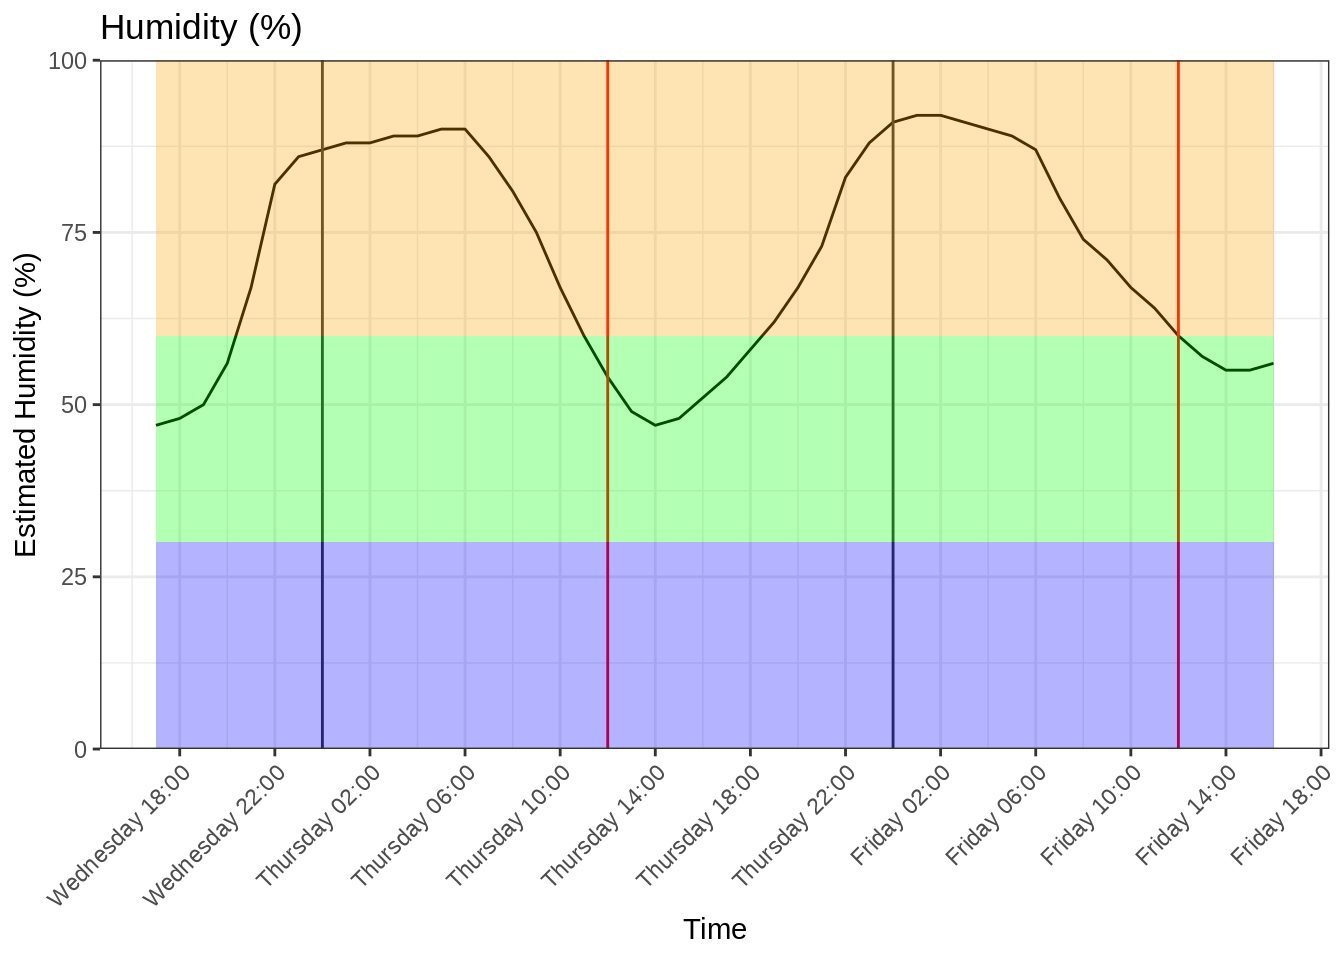 Humidity (%)
Estimated Humidity (%)
100
75
50
25
0
Wednesday 18:00
Wednesday 22:00
Thursday 02:00
Thursday 06:00
Thursday 10:00
Thursday 14:00
Thursday 18:00
Thursday 22:00
Friday 02:00
Friday 06:00
Friday 10:00
Friday 14:00
Friday 18:00
Time